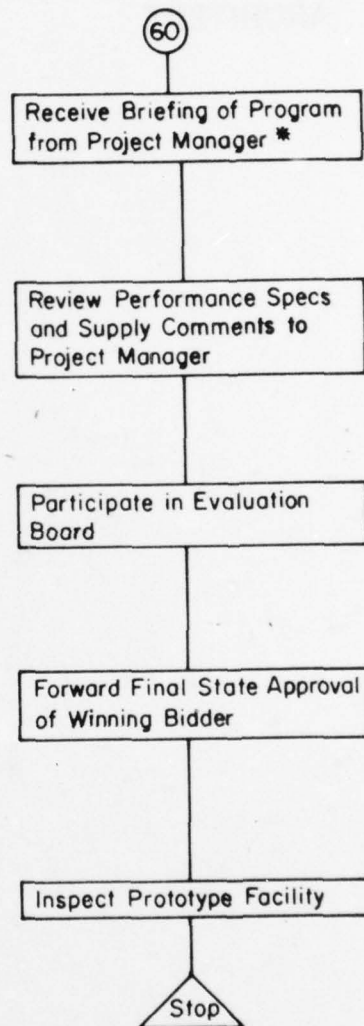 60
Receive Briefing of Program
from Project Manager *
Review Performance Specs
and Supply Comments to
Project Manager
Participate in Evaluation
Board
Forward Final State Approval
of Winning Bidder
Inspect Prototype Facility
Stop